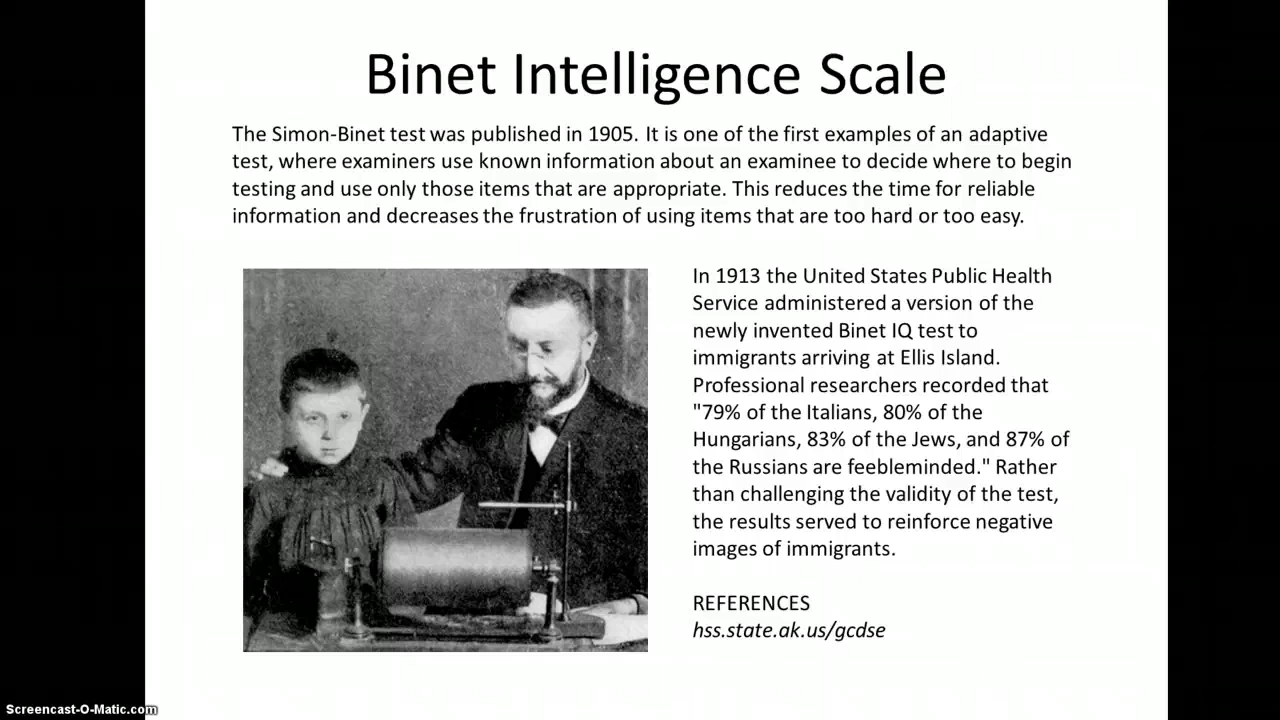 Binet Intelligence Scale
The Simon-Binet test was published in 1905. It is one of the first examples of an adaptive
test, where examiners use known information about an examinee to decide where to begin
testing and use only those items that are appropriate. This reduces the time for reliable
information and decreases the frustration of using items that are too hard or too easy.
In 1913 the United States Public Health
Service administered a version of the
newly invented Binet IQ test to
immigrants arriving at Ellis Island.
Professional researchers recorded that
"79% of the Italians, 80% of the
Hungarians, 83% of the Jews, and 87% of
the Russians are feebleminded." Rather
than challenging the validity of the test,
the results served to reinforce negative
images of immigrants.
REFERENCES
hss.state.ak.us/gcdse
Screencast-O-Matic.com